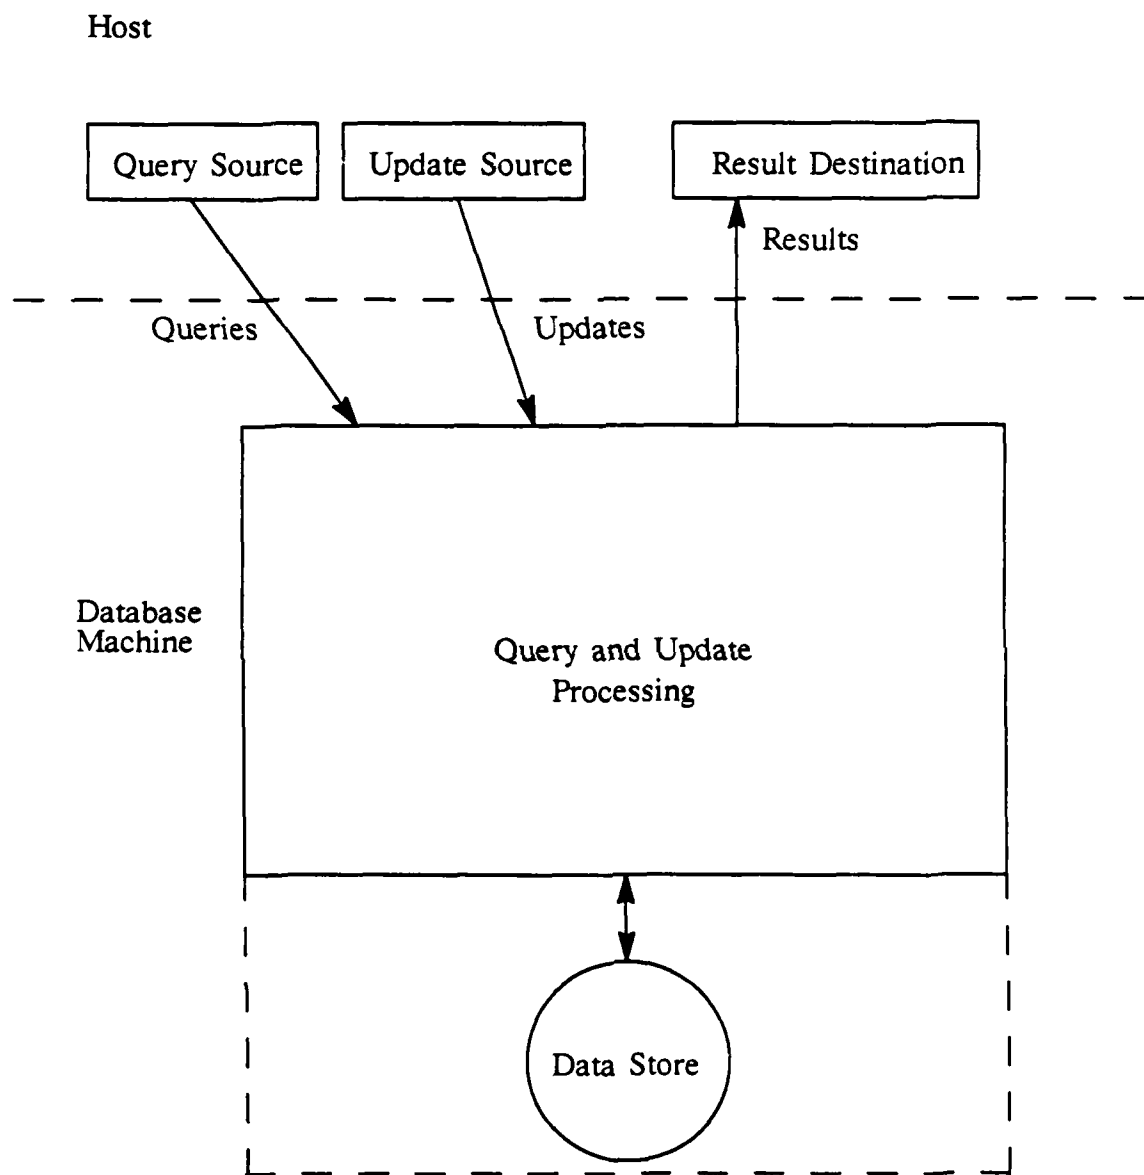 Host
Query Source
Update Source
Result Destination
Results
Queries
Updates
Database
Machine
Query and Update
Processing
Data Store